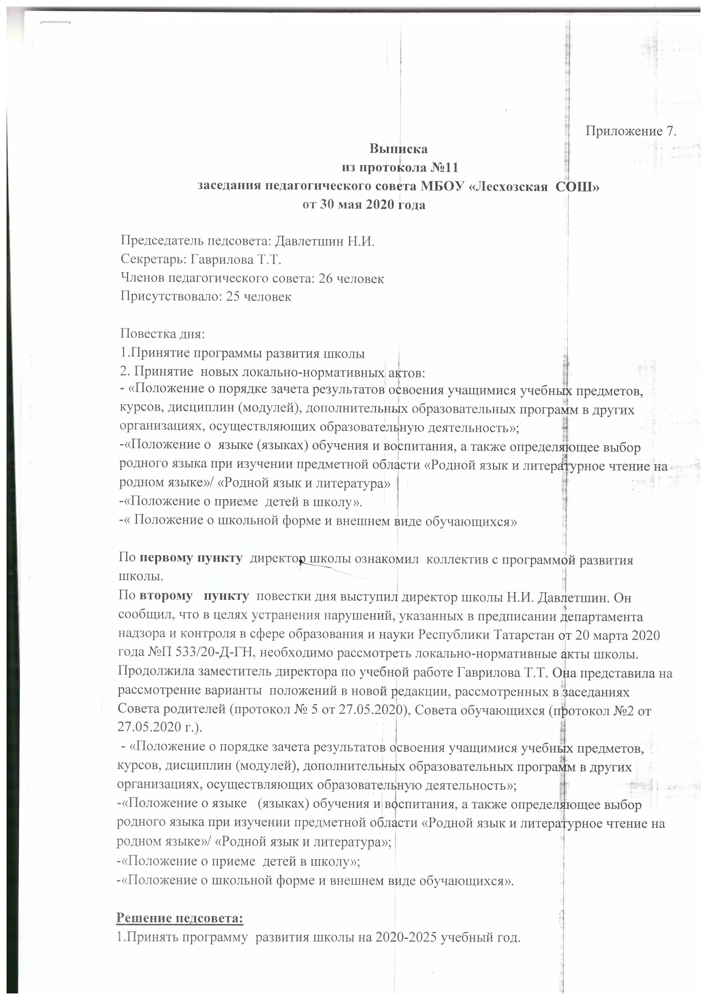 Приложение 7.
Выписка
из протокола №11
заседания педагогического совета МБОУ «Лесхозская  СОШ»
от 30 мая 2020 года
Председатель педсовета: Давлетшин Н.И.
Секретарь: Гаврилова Т.Т.
Членов педагогического совета: 26 человек
Присутствовало: 25 человек
Повестка дня:
1.Принятие программы развития школы
2. Принятие  новых локально-нормативных актов:
- «Положение о порядке зачета результатов освоения учащимися учебных предметов,
курсов, дисциплин (модулей), дополнительных образовательных программ в других
организациях, осуществляющих образовательную деятельность»;
-«Положение о  языке (языках) обучения и воспитания, а также определяющее выбор
родного языка при изучении предметной области «Родной язык и литературное чтение на
родном языке»/ «Родной язык и литература»
-«Положение о приеме  детей в школу».
-« Положение о школьной форме и внешнем виде обучающихся»
По первому пункту  директор школы ознакомил  коллектив с программой развития
школы.
По второму   пункту  повестки дня выступил директор школы Н.И. Давлетшин. Он
сообщил, что в целях устранения нарушений, указанных в предписании департамента
надзора и контроля в сфере образования и науки Республики Татарстан от 20 марта 2020
года №П 533/20-Д-ГН, необходимо рассмотреть локально-нормативные акты школы.
Продолжила заместитель директора по учебной работе Гаврилова Т.Т. Она представила на
рассмотрение варианты  положений в новой редакции, рассмотренных в заседаниях
Совета родителей (протокол № 5 от 27.05.2020), Совета обучающихся (протокол №2 от
27.05.2020 г.).
- «Положение о порядке зачета результатов освоения учащимися учебных предметов,
курсов, дисциплин (модулей), дополнительных образовательных программ в других
организациях, осуществляющих образовательную деятельность»;
-«Положение о языке   (языках) обучения и воспитания, а также определяющее выбор
родного языка при изучении предметной области «Родной язык и литературное чтение на
родном языке»/ «Родной язык и литература»;
-«Положение о приеме  детей в школу»;
-«Положение о школьной форме и внешнем виде обучающихся».
Решение педсовета:
1.Принять программу  развития школы на 2020-2025 учебный год.